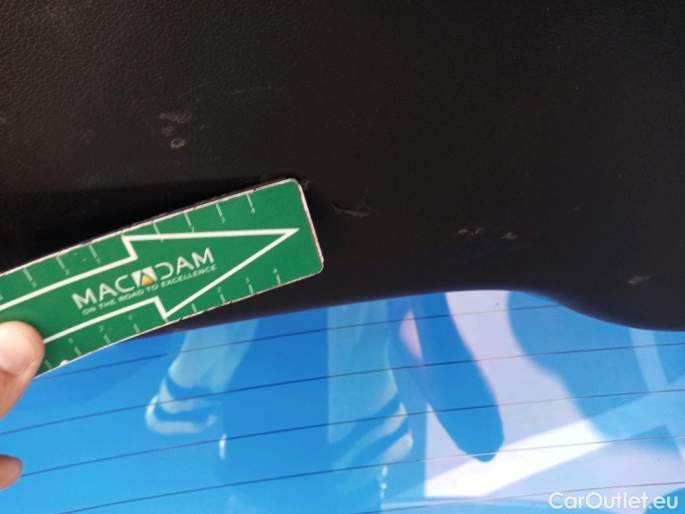 MACADAM
ON THE ROAD TO EXCELLENCE
CarOutlet.eu